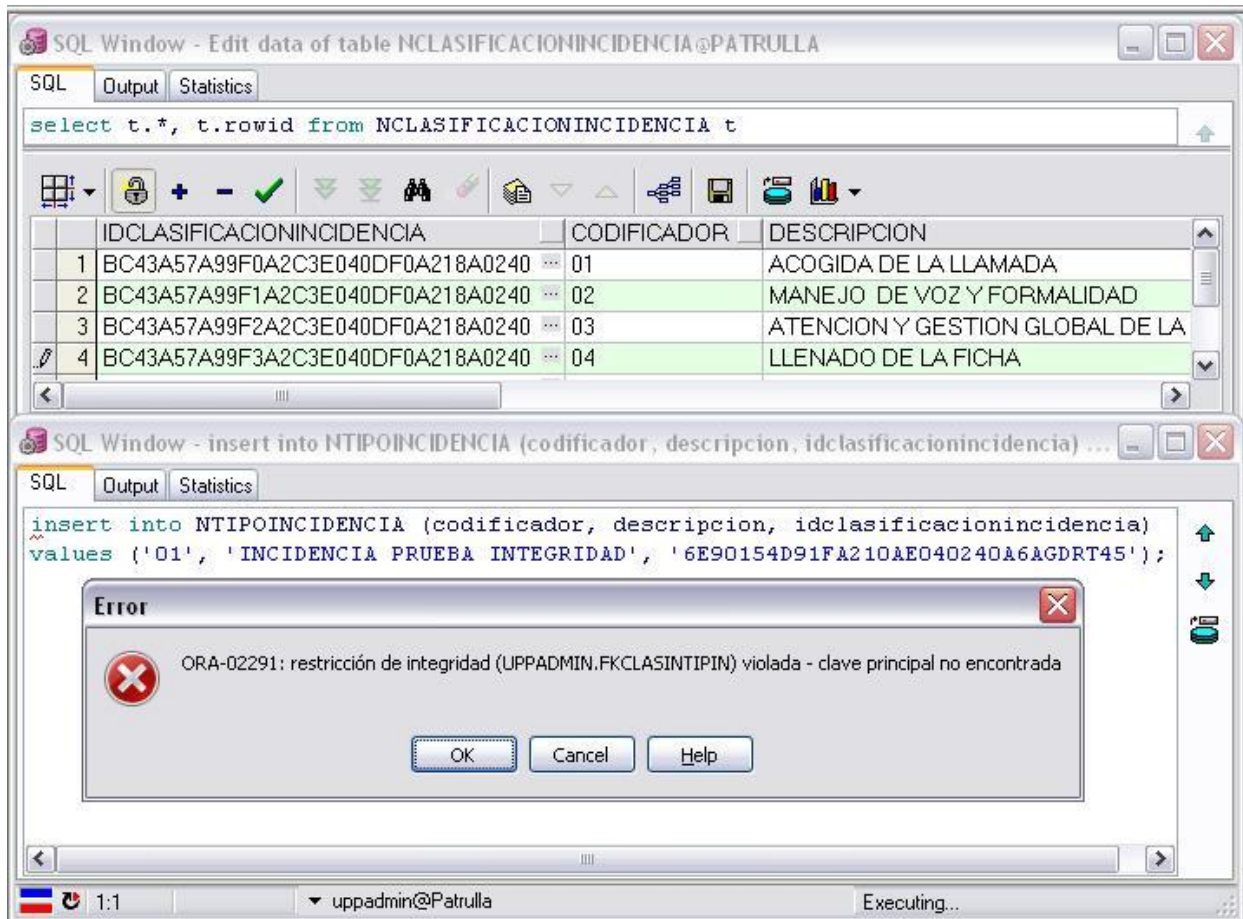 SQL Window - Edit data of table NCLASIFICACIONINCIDENCIA@PATRULLA
SQL Output Statistics
select t.*, t.rowid from NCLASIFICACIONINCIDENCIA t
IDCLASIFICACIONINCIDENCIA CODIFICADOR DESCRIPCION
1 BC43A57A99F0A2C3E040DF0A218A0240 ... 01 ACOGIDA DE LA LLAMADA
2 BC43A57A99F1A2C3E040DF0A218A0240 ... 02 MANEJO DE VOZ Y FORMALIDAD
3 BC43A57A99F2A2C3E040DF0A218A0240 ... 03 ATENCION Y GESTION GLOBAL DE LA
4 BC43A57A99F3A2C3E040DF0A218A0240 ... 04 LLENADO DE LA FICHA
SQL Window - insert into NTIPOINCIDENCIA (codificador, descripcion, idclasificacionincidencia) ...
SQL Output Statistics
insert into NTIPOINCIDENCIA (codificador, descripcion, idclasificacionincidencia)
values ('01', 'INCIDENCIA PRUEBA INTEGRIDAD', '6E90154D91FA210AE040240A6AGDRT45');
Error
ORA-02291: restricción de integridad (UPPADMIN.FKCLASINTIPIN) violada - clave principal no encontrada
OK Cancel Help
1:1 uppadmin@Patrulla Executing...